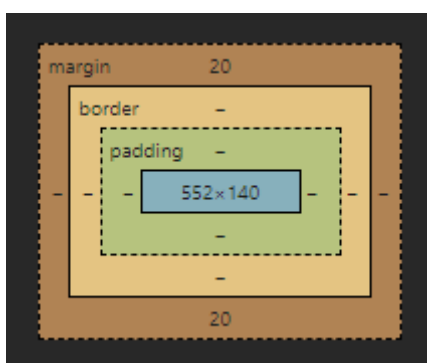 margin 20
border –
padding –
– – – 552×140 – – –
–
–
20